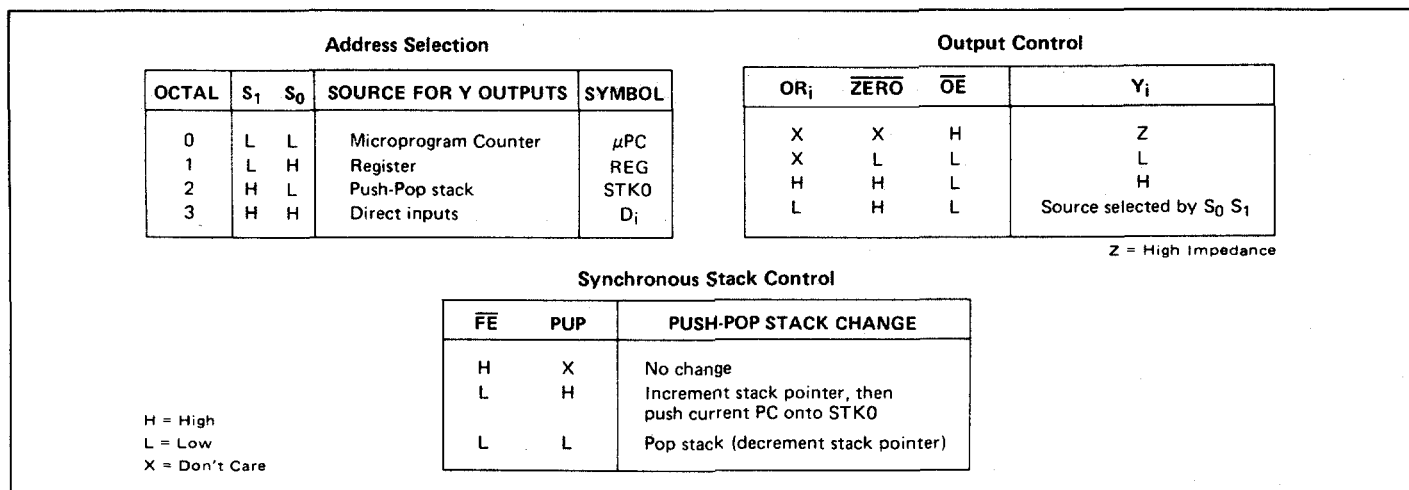 Address Selection
OCTAL S1 S0 SOURCE FOR Y OUTPUTS SYMBOL
0 L L Microprogram Counter μPC
1 L H Register REG
2 H L Push-Pop stack STK0
3 H H Direct inputs Di
Output Control
ORi Z̅E̅R̅O̅ O̅E̅ Yi
X X H Z
X L L L
H H L H
L H L Source selected by S0 S1
Z = High Impedance
Synchronous Stack Control
F̅E̅ PUP PUSH-POP STACK CHANGE
H X No change
L H Increment stack pointer, then
push current PC onto STK0
L L Pop stack (decrement stack pointer)
H = High
L = Low
X = Don't Care